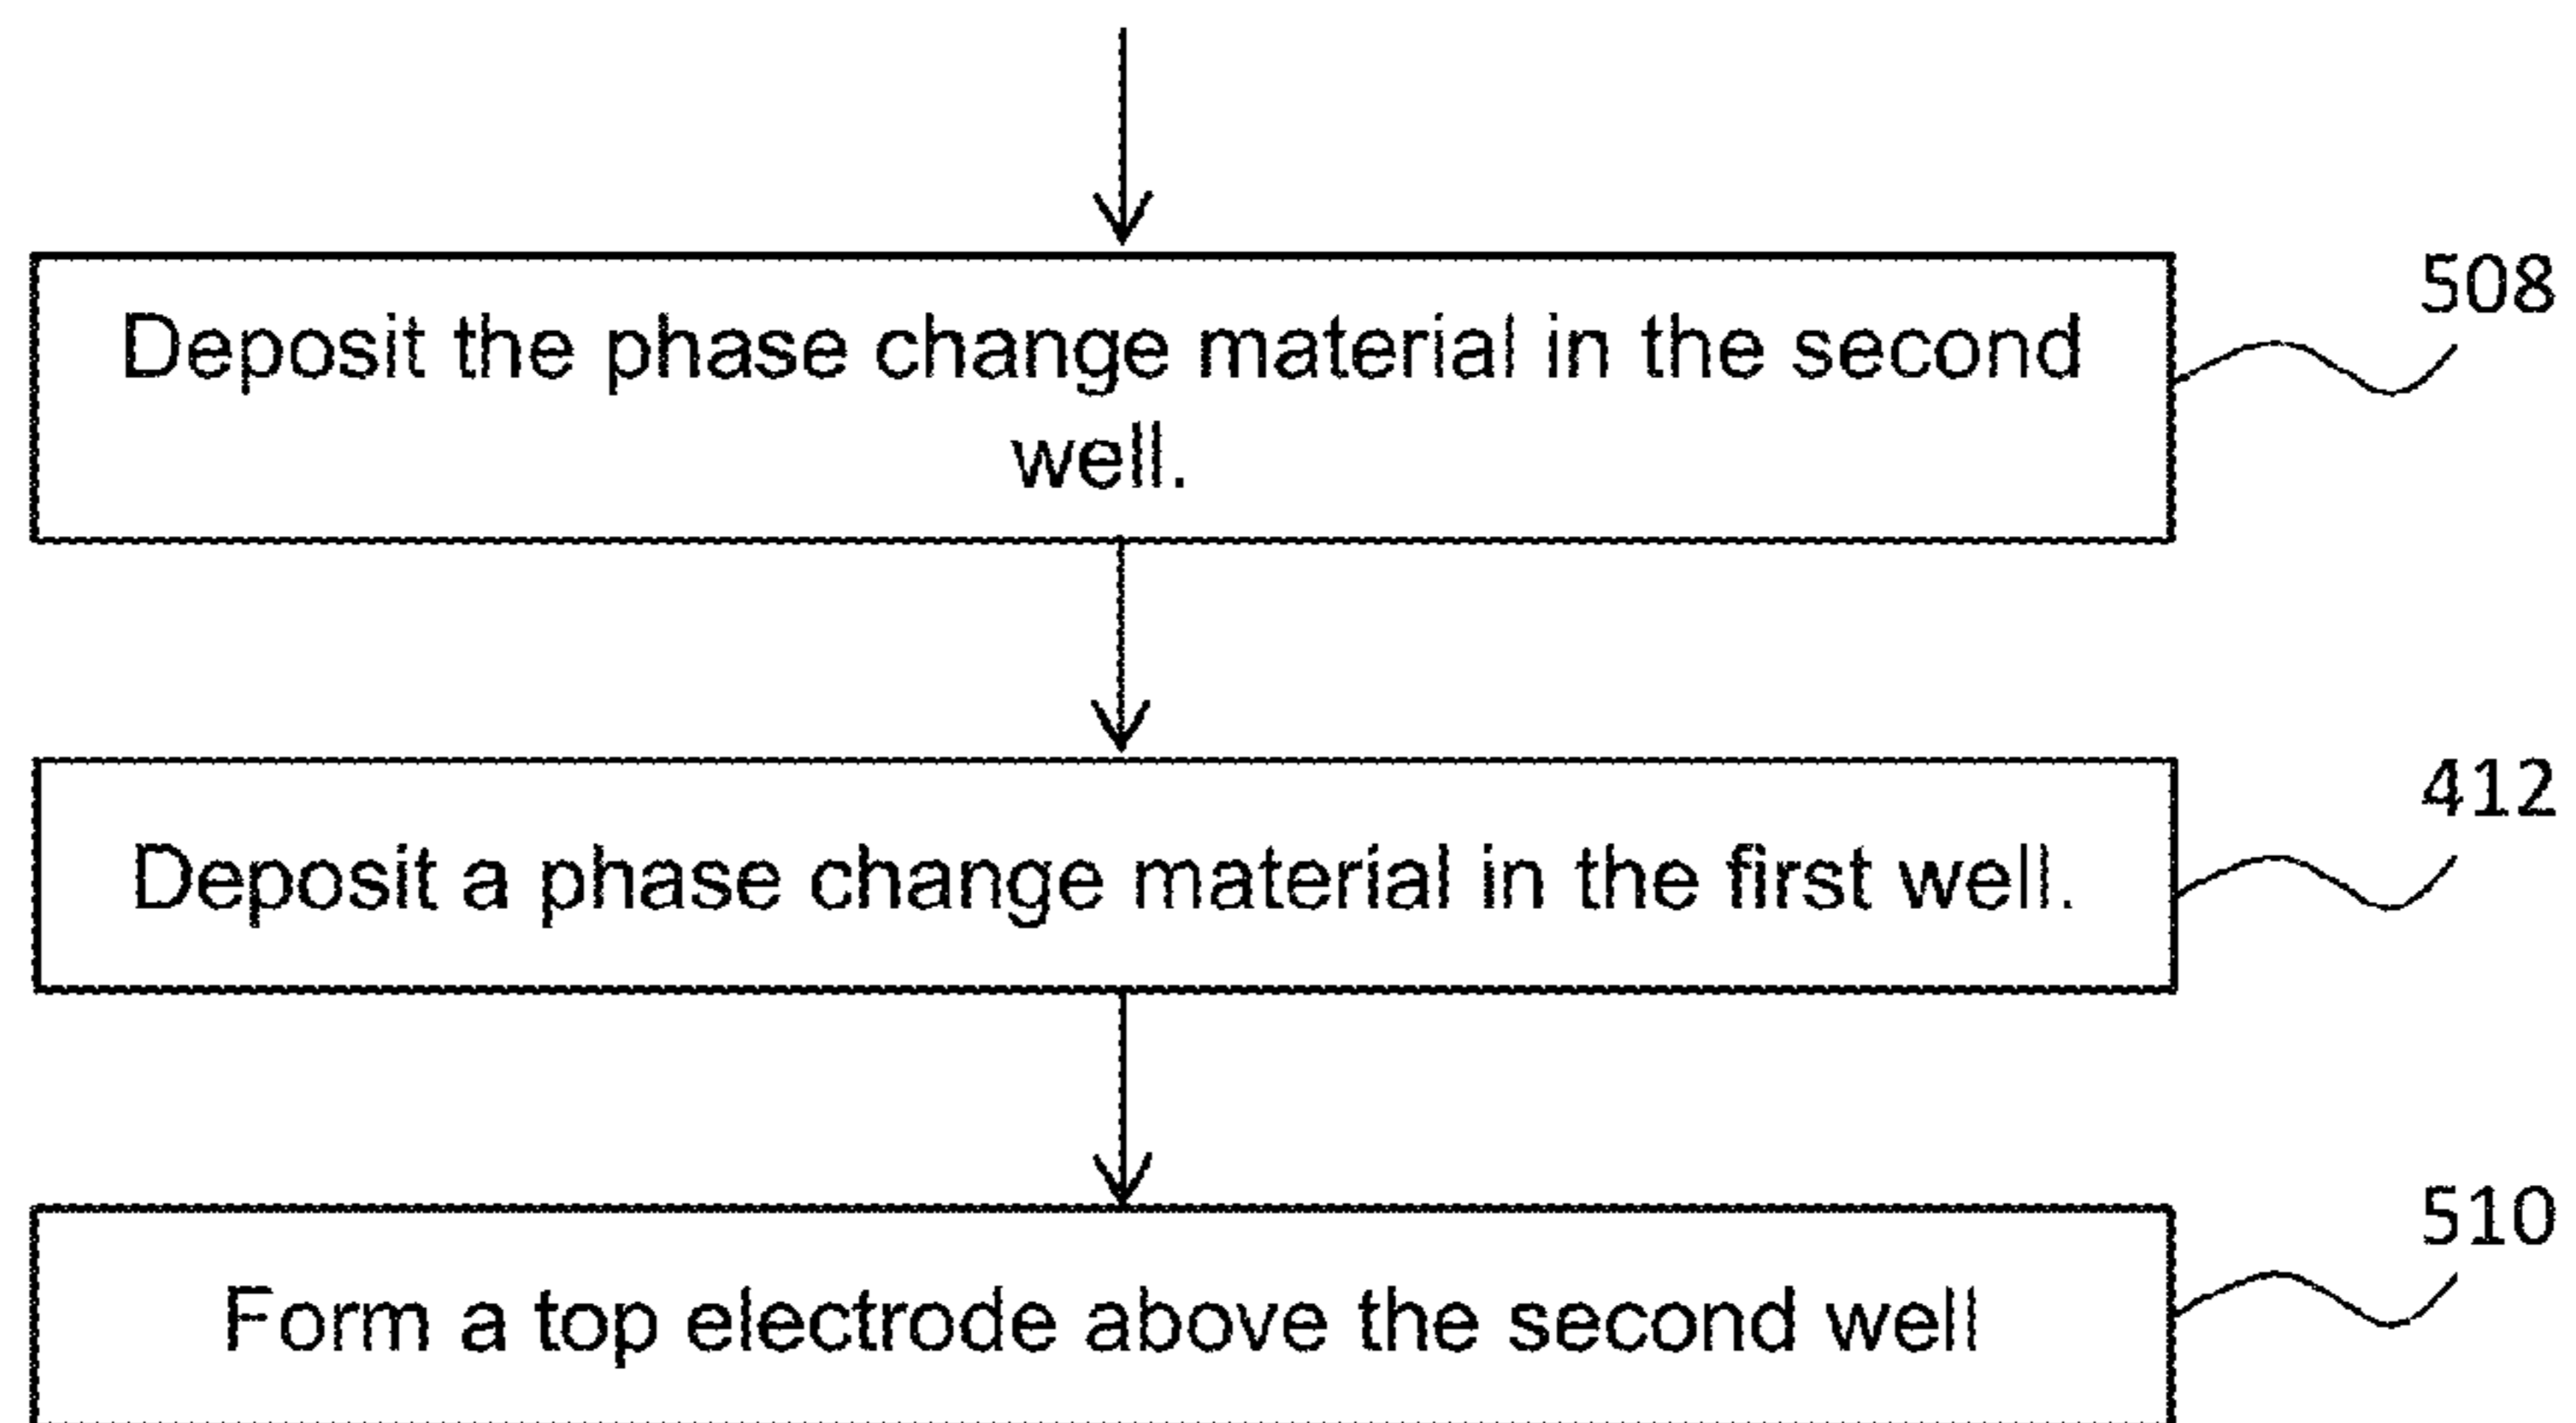 508
Deposit the phase change material in the second
well.
412
Deposit a phase change material in the first well.
510
Form a top electrode above the second well